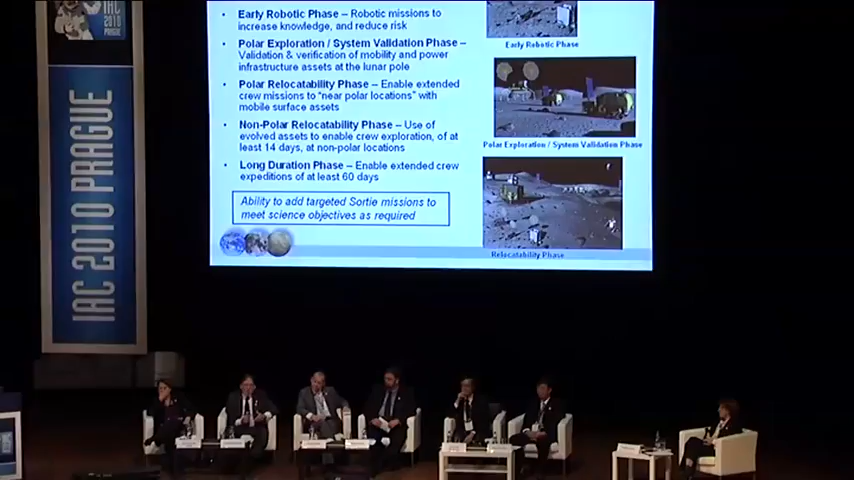 IAC
2010
PRAGUE
IAC 2010 PRAGUE
• Early Robotic Phase – Robotic missions to
increase knowledge, and reduce risk
• Polar Exploration / System Validation Phase –
Validation & verification of mobility and power
infrastructure assets at the lunar pole
• Polar Relocatability Phase – Enable extended
crew missions to "near polar locations" with
mobile surface assets
• Non-Polar Relocatability Phase – Use of
evolved assets to enable crew exploration, of at
least 14 days, at non-polar locations
• Long Duration Phase – Enable extended crew
expeditions of at least 60 days
Ability to add targeted Sortie missions to
meet science objectives as required
Early Robotic Phase
Polar Exploration / System Validation Phase
Relocatability Phase